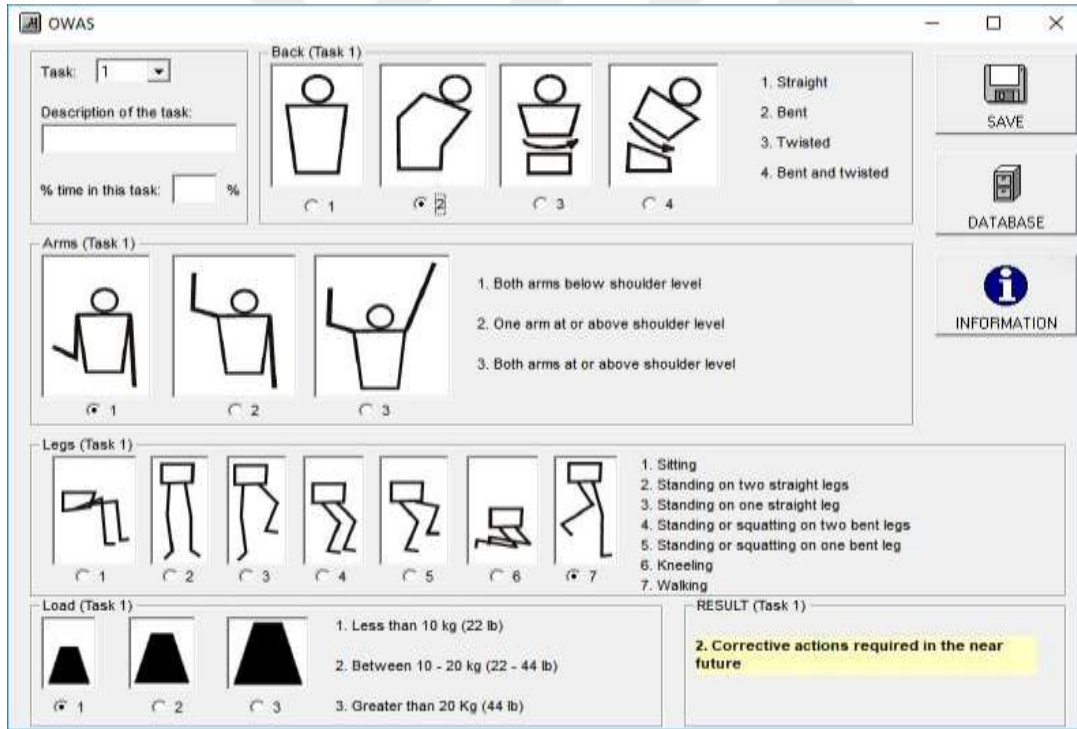 OWAS
Task: 1
Description of the task:
% time in this task: %
Back (Task 1)
1 2 3 4
1. Straight
2. Bent
3. Twisted
4. Bent and twisted
SAVE
DATABASE
INFORMATION
Arms (Task 1)
1 2 3
1. Both arms below shoulder level
2. One arm at or above shoulder level
3. Both arms at or above shoulder level
Legs (Task 1)
1 2 3 4 5 6 7
1. Sitting
2. Standing on two straight legs
3. Standing on one straight leg
4. Standing or squatting on two bent legs
5. Standing or squatting on one bent leg
6. Kneeling
7. Walking
Load (Task 1)
1 2 3
1. Less than 10 kg (22 lb)
2. Between 10 - 20 kg (22 - 44 lb)
3. Greater than 20 Kg (44 lb)
RESULT (Task 1)
2. Corrective actions required in the near
future